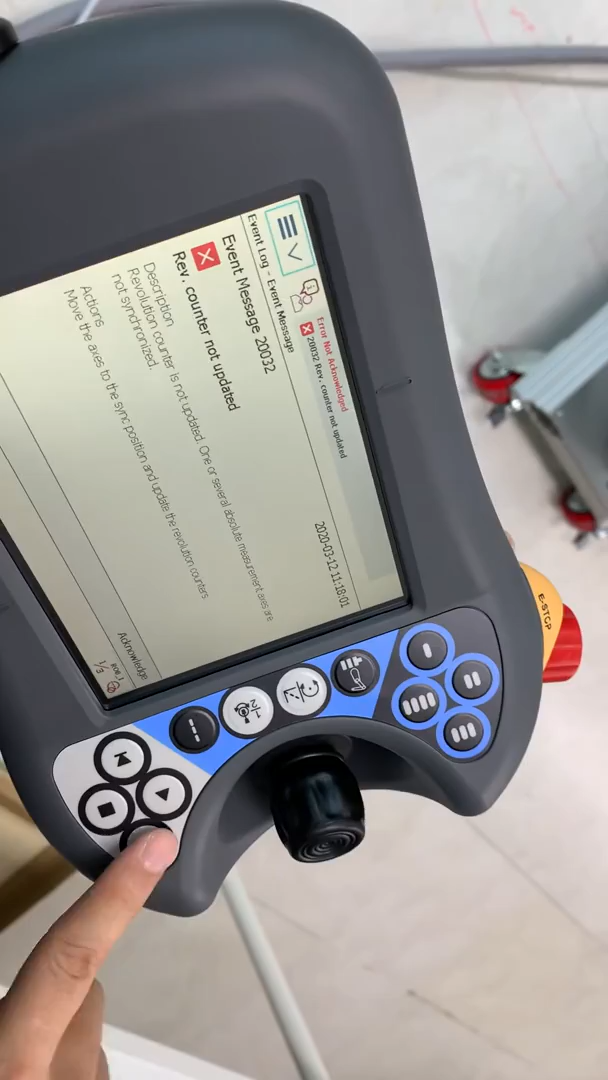 Error Not Acknowledged
20032 Rev. counter not updated
2020-03-12 11:18:01
Event Log - Event Message
Event Message 20032
Rev. counter not updated
Description
Revolution counter is not updated. One or several absolute measurement axes are
not synchronized.
Actions
Move the axes to the sync position and update the revolution counters
Acknowledge
ROB_1
1/3
E-STOP